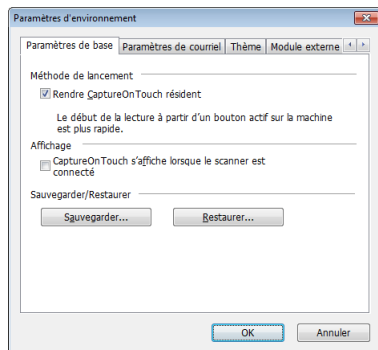 Paramètres d'environnement
Paramètres de base Paramètres de courriel Thème Module externe
Méthode de lancement
Rendre CaptureOnTouch résident
Le début de la lecture à partir d'un bouton actif sur la machine
est plus rapide.
Affichage
CaptureOnTouch s'affiche lorsque le scanner est
connecté
Sauvegarder/Restaurer
Sauvegarder... Restaurer...
OK Annuler